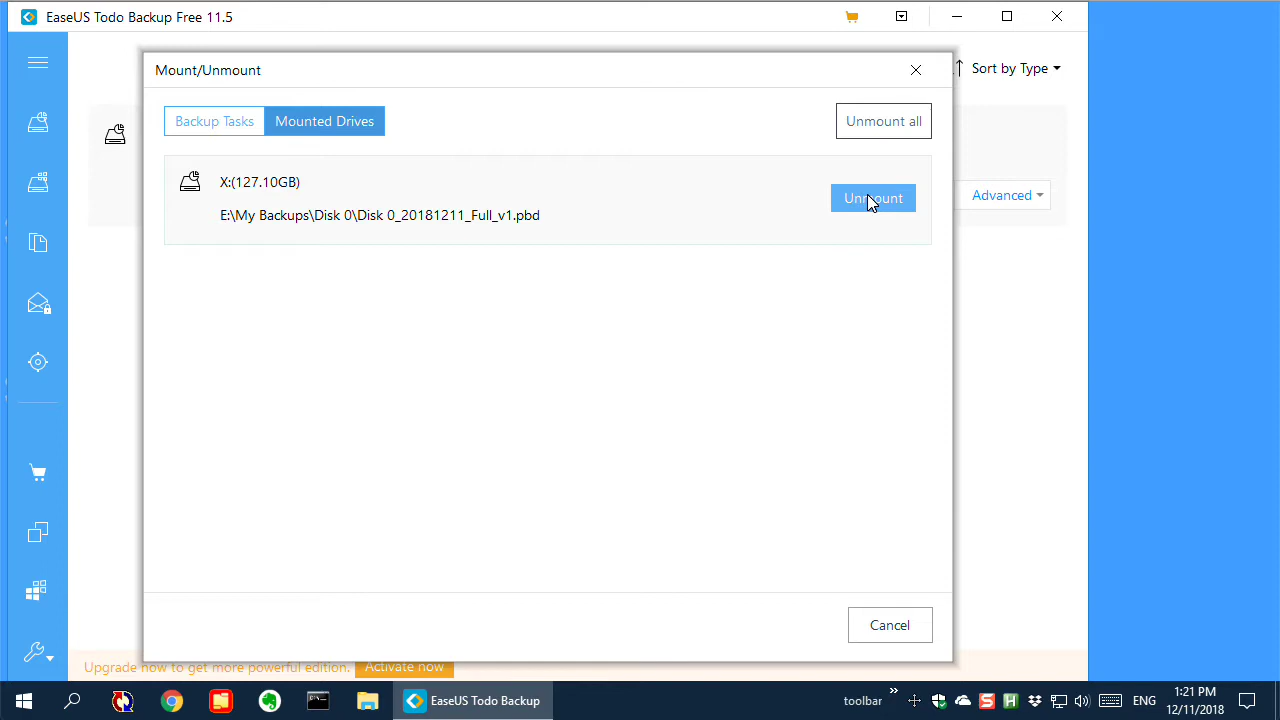 EaseUS Todo Backup Free 11.5
Mount/Unmount
Sort by Type
Backup Tasks
Mounted Drives
Unmount all
X:(127.10GB)
E:\My Backups\Disk 0\Disk 0_20181211_Full_v1.pbd
Unmount
Advanced
Cancel
Upgrade now to get more powerful edition.
Activate now
EaseUS Todo Backup
toolbar
ENG
1:21 PM
12/11/2018